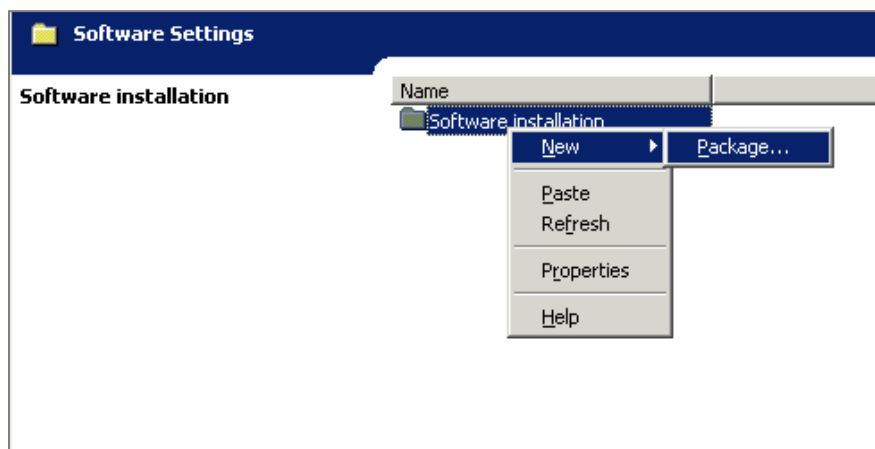 Software Settings
Software installation
Name
Software installation
New
Package...
Paste
Refresh
Properties
Help